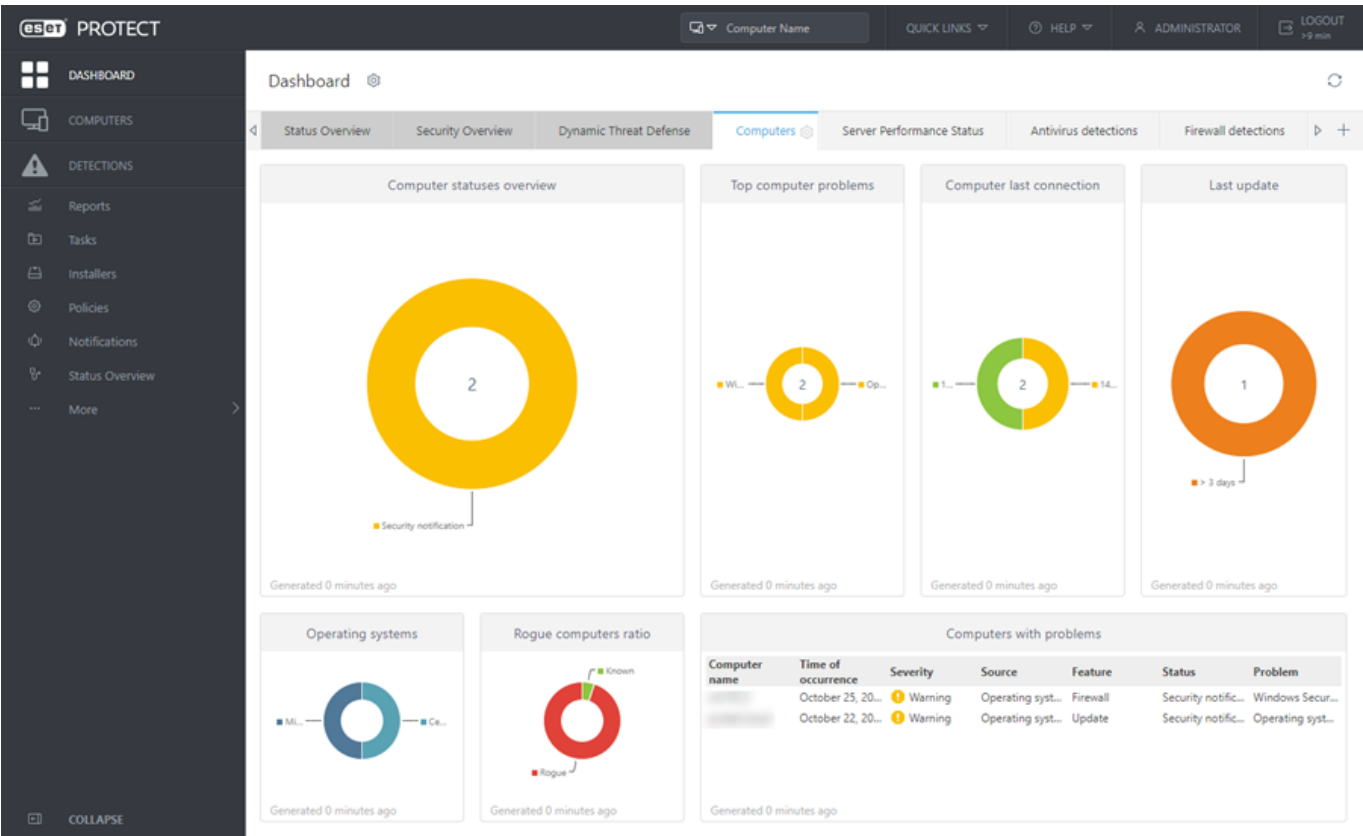 eset PROTECT
Computer Name
QUICK LINKS
HELP
ADMINISTRATOR
LOGOUT
>9 min
DASHBOARD
COMPUTERS
DETECTIONS
Reports
Tasks
Installers
Policies
Notifications
Status Overview
More
COLLAPSE
Dashboard
Status Overview
Security Overview
Dynamic Threat Defense
Computers
Server Performance Status
Antivirus detections
Firewall detections
Computer statuses overview
2
Security notification
Generated 0 minutes ago
Top computer problems
Wi...
2
Op...
Generated 0 minutes ago
Computer last connection
1...
2
14...
Generated 0 minutes ago
Last update
1
> 3 days
Generated 0 minutes ago
Operating systems
Mi...
Ce...
Generated 0 minutes ago
Rogue computers ratio
Known
Rogue
Generated 0 minutes ago
Computers with problems
Computer name Time of occurrence Severity Source Feature Status Problem
October 25, 20... Warning Operating syst... Firewall Security notific... Windows Secur...
October 22, 20... Warning Operating syst... Update Security notific... Operating syst...
Generated 0 minutes ago